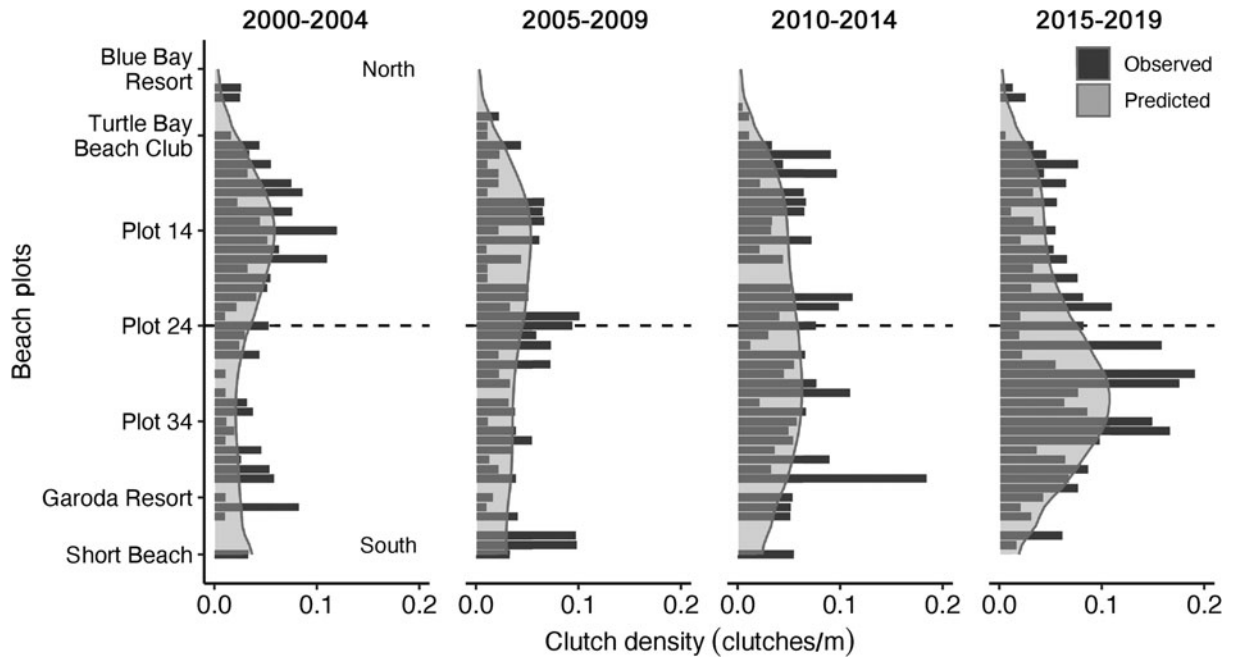 2000-2004
2005-2009
2010-2014
2015-2019
Blue Bay
Resort
Turtle Bay
Beach Club
Plot 14
Plot 24
Plot 34
Garoda Resort
Short Beach
Beach plots
North
South
Observed
Predicted
0.0 0.1 0.2
0.0 0.1 0.2
0.0 0.1 0.2
0.0 0.1 0.2
Clutch density (clutches/m)